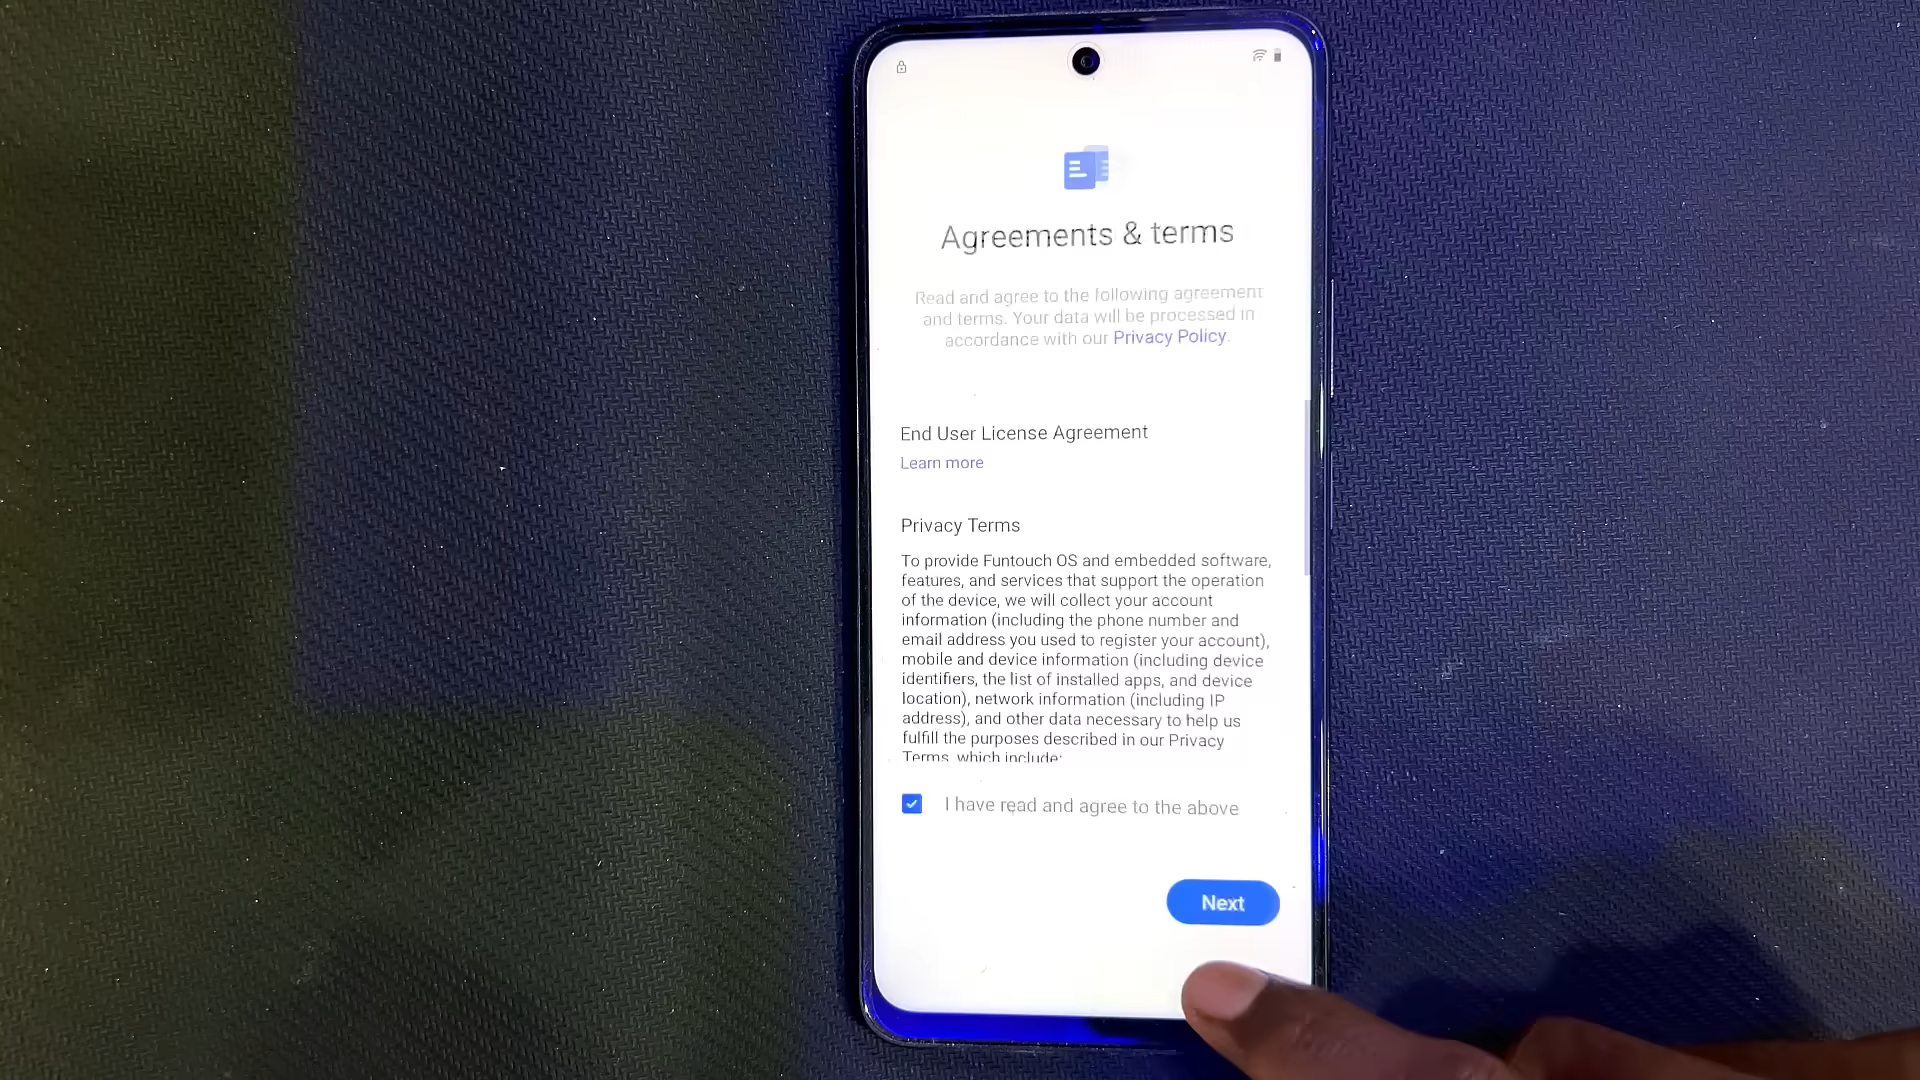 Agreements & terms
Read and agree to the following agreement
and terms. Your data will be processed in
accordance with our Privacy Policy.
End User License Agreement
Learn more
Privacy Terms
To provide Funtouch OS and embedded software,
features, and services that support the operation
of the device, we will collect your account
information (including the phone number and
email address you used to register your account),
mobile and device information (including device
identifiers, the list of installed apps, and device
location), network information (including IP
address), and other data necessary to help us
fulfill the purposes described in our Privacy
Terms, which include:
I have read and agree to the above
Next